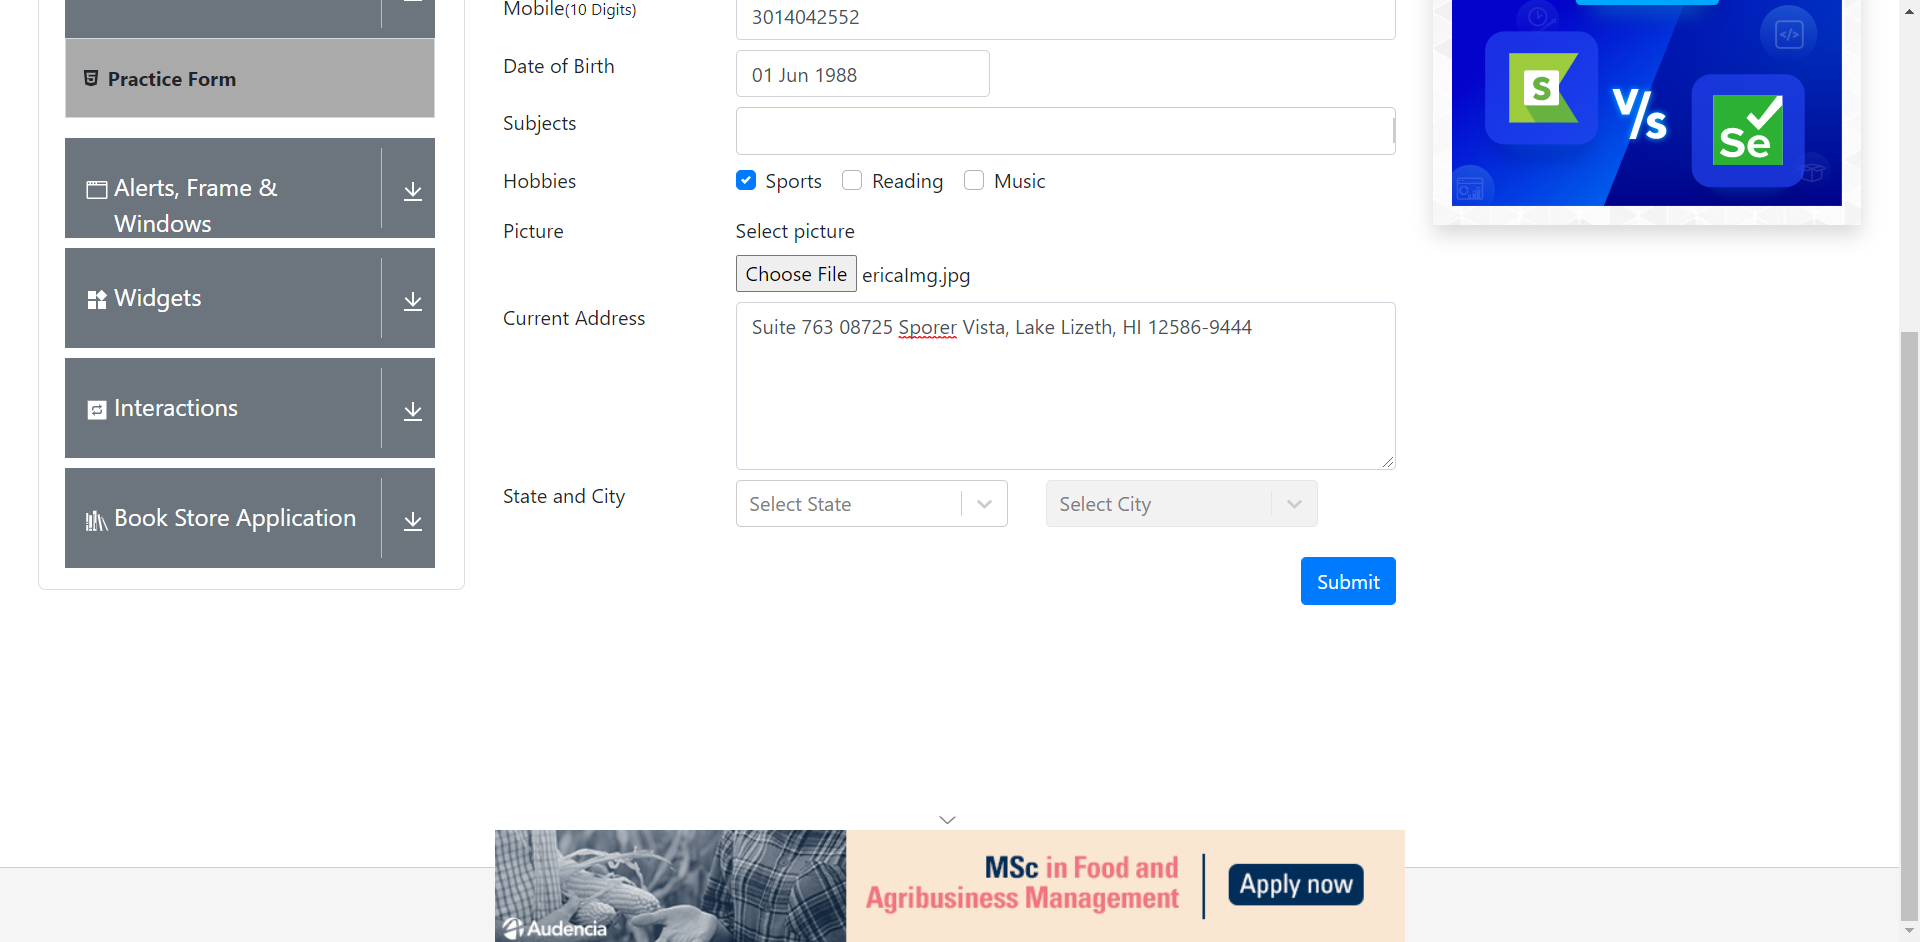 Practice Form
Alerts, Frame &
Windows
Widgets
Interactions
Book Store Application
Mobile(10 Digits)
3014042552
Date of Birth
01 Jun 1988
Subjects
Hobbies
Sports Reading Music
Picture
Select picture
Choose File ericaImg.jpg
Current Address
Suite 763 08725 Sporer Vista, Lake Lizeth, HI 12586-9444
State and City
Select State Select City
Submit
S V/s Se
</>
MSc in Food and
Agribusiness Management
Apply now
Audencia